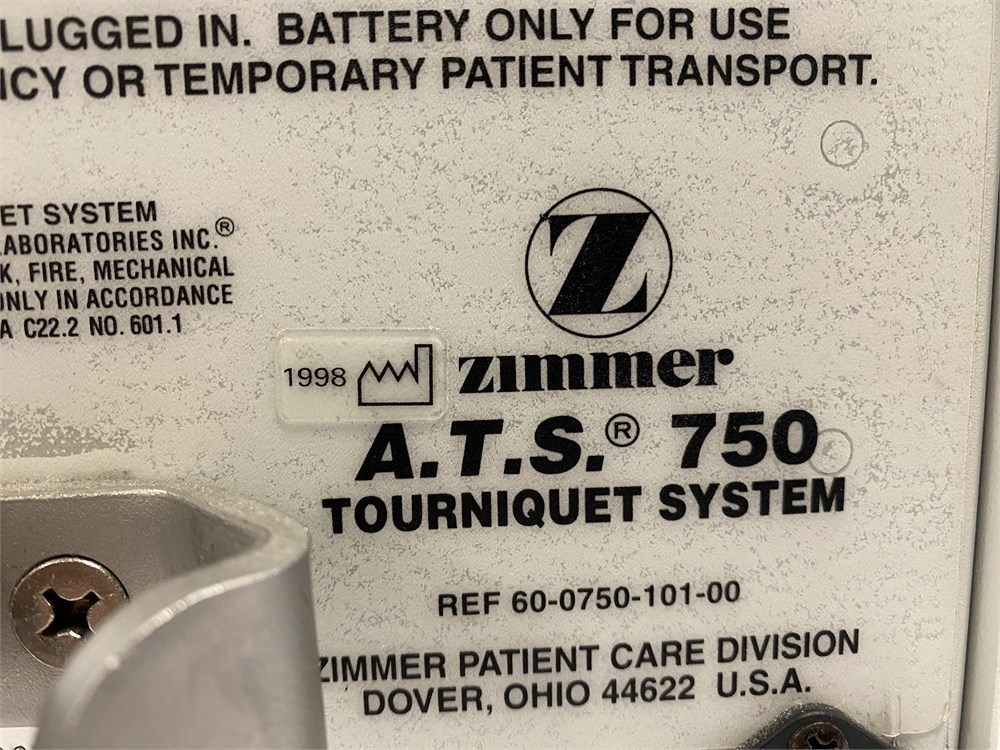 LUGGED IN. BATTERY ONLY FOR USE
NCY OR TEMPORARY PATIENT TRANSPORT.
ET SYSTEM
LABORATORIES INC.®
K, FIRE, MECHANICAL
ONLY IN ACCORDANCE
A C22.2 NO. 601.1
Z
1998
zimmer
A.T.S.® 750
TOURNIQUET SYSTEM
REF 60-0750-101-00
ZIMMER PATIENT CARE DIVISION
DOVER, OHIO 44622 U.S.A.